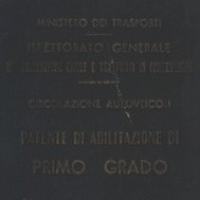 MINISTERO DEI TRASPORTI
ISPETTORATO GENERALE
CIRCOLAZIONE AUTOVEICOLI
PATENTE DI ABILITAZIONE DI
PRIMO GRADO